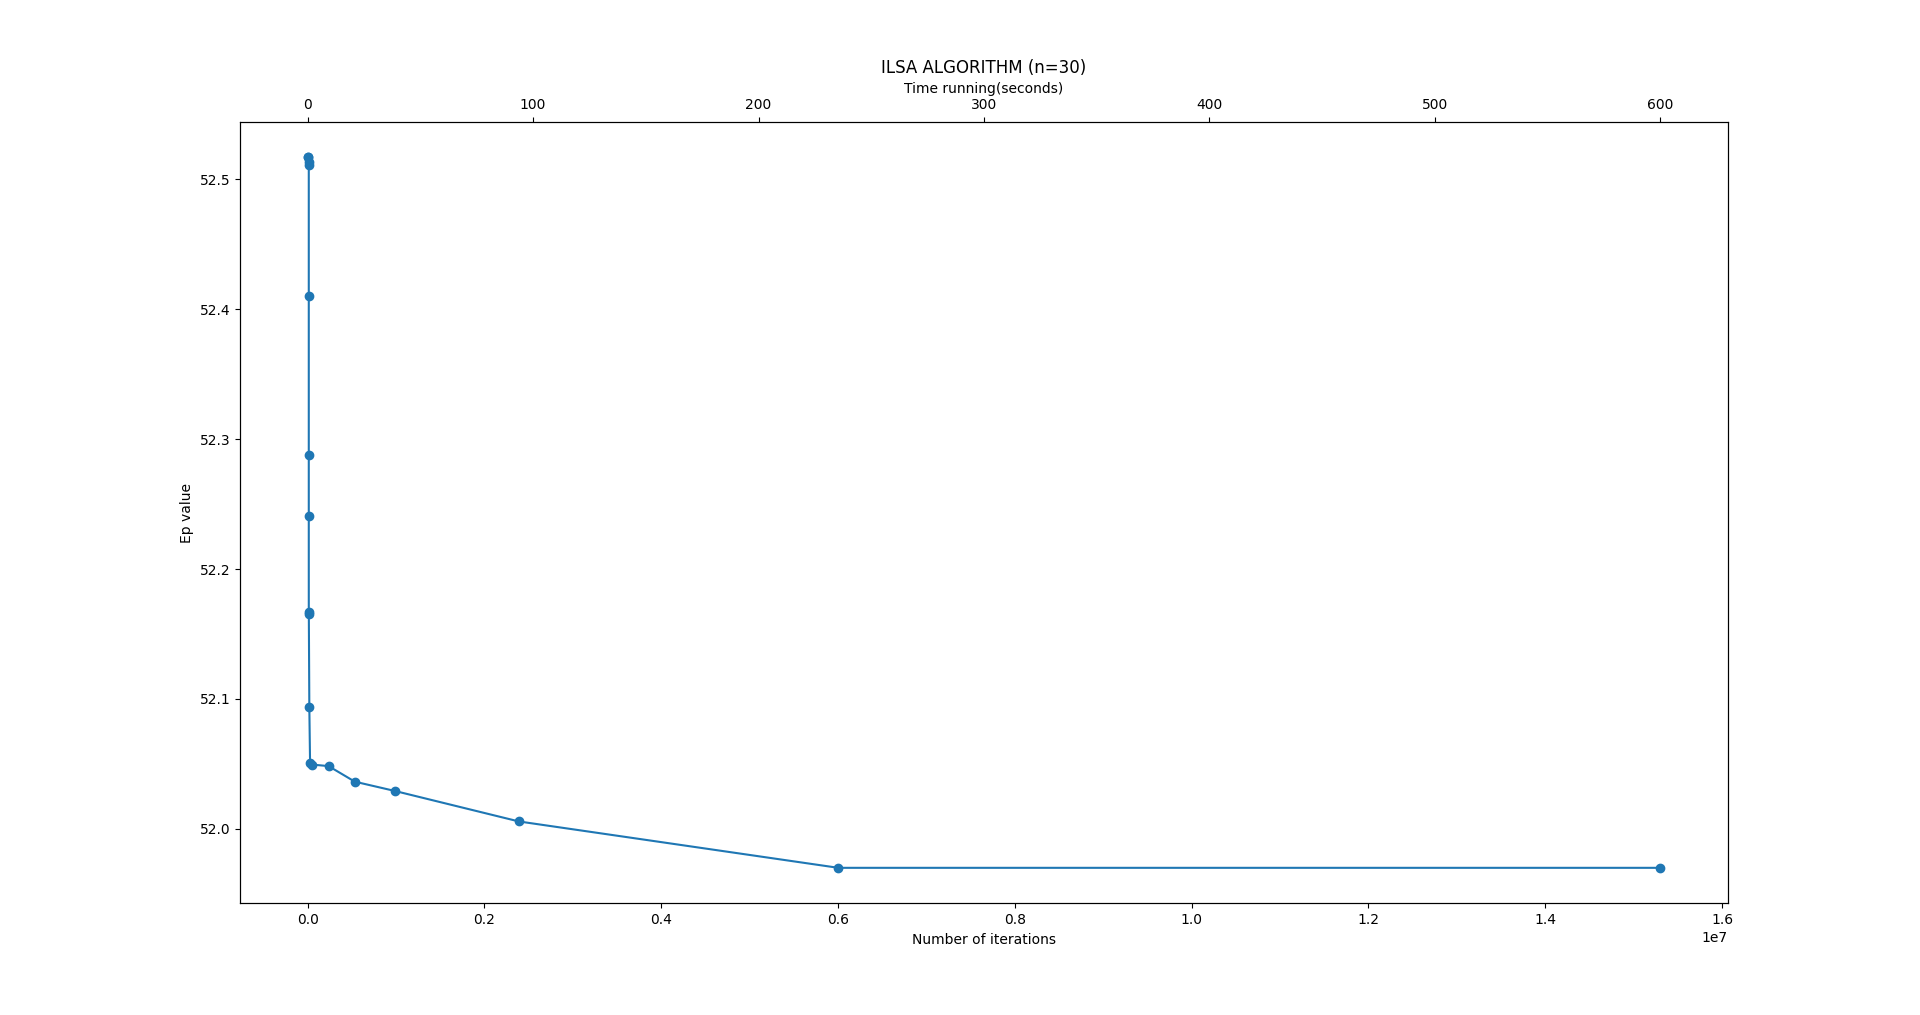 ILSA ALGORITHM (n=30)
Time running(seconds)
0 100 200 300 400 500 600
52.5
52.4
52.3
52.2
52.1
52.0
Ep value
0.0 0.2 0.4 0.6 0.8 1.0 1.2 1.4 1.6
1e7
Number of iterations